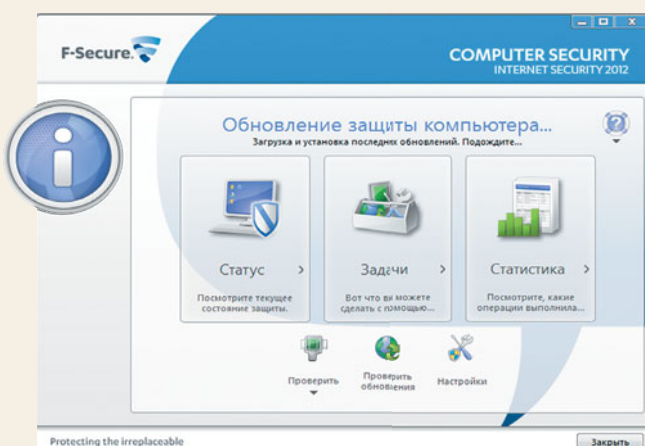 F-Secure.
COMPUTER SECURITY
INTERNET SECURITY 2012
Обновление защиты компьютера...
Загрузка и установка последних обновлений. Подождите...
Статус
Посмотрите текущее
состояние защиты.
Задачи
Вот что вы можете
сделать с помощью...
Статистика
Посмотрите, какие
операции выполнила...
Проверить
Проверить
обновления
Настройки
Protecting the irreplaceable
Закрыть